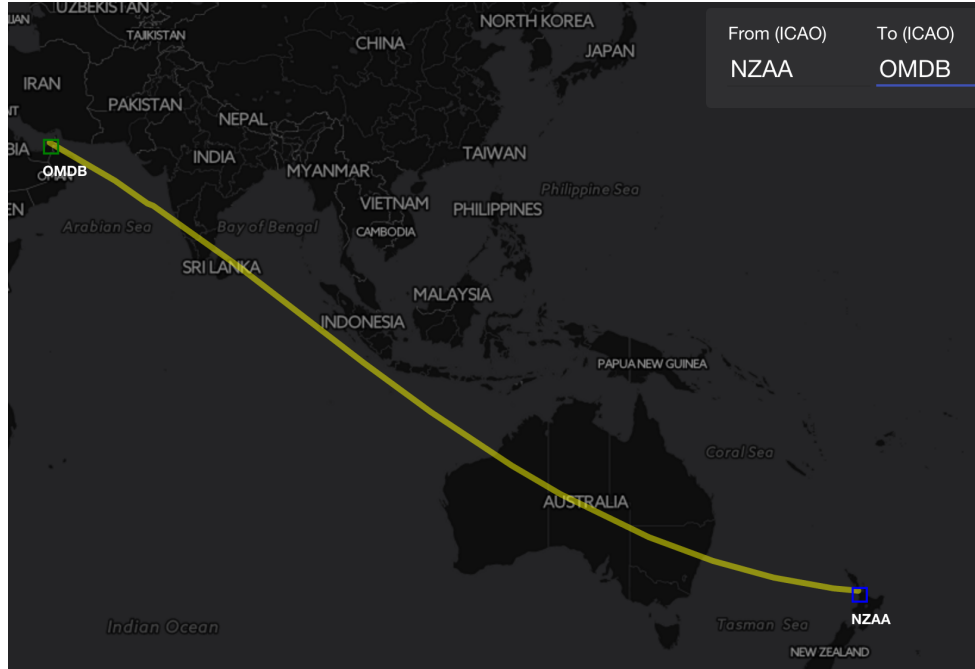 UZBEKISTAN
NORTH KOREA
From (ICAO) To (ICAO)
TAJIKISTAN
CHINA
JAPAN
NZAA OMDB
IRAN
PAKISTAN
NEPAL
TAIWAN
BIA
INDIA
MYANMAR
OMDB
Philippine Sea
VIETNAM
PHILIPPINES
EN
Arabian Sea
Bay of Bengal
CAMBODIA
SRI LANKA
MALAYSIA
INDONESIA
PAPUA NEW GUINEA
Coral Sea
AUSTRALIA
NZAA
Indian Ocean
Tasman Sea
NEW ZEALAND